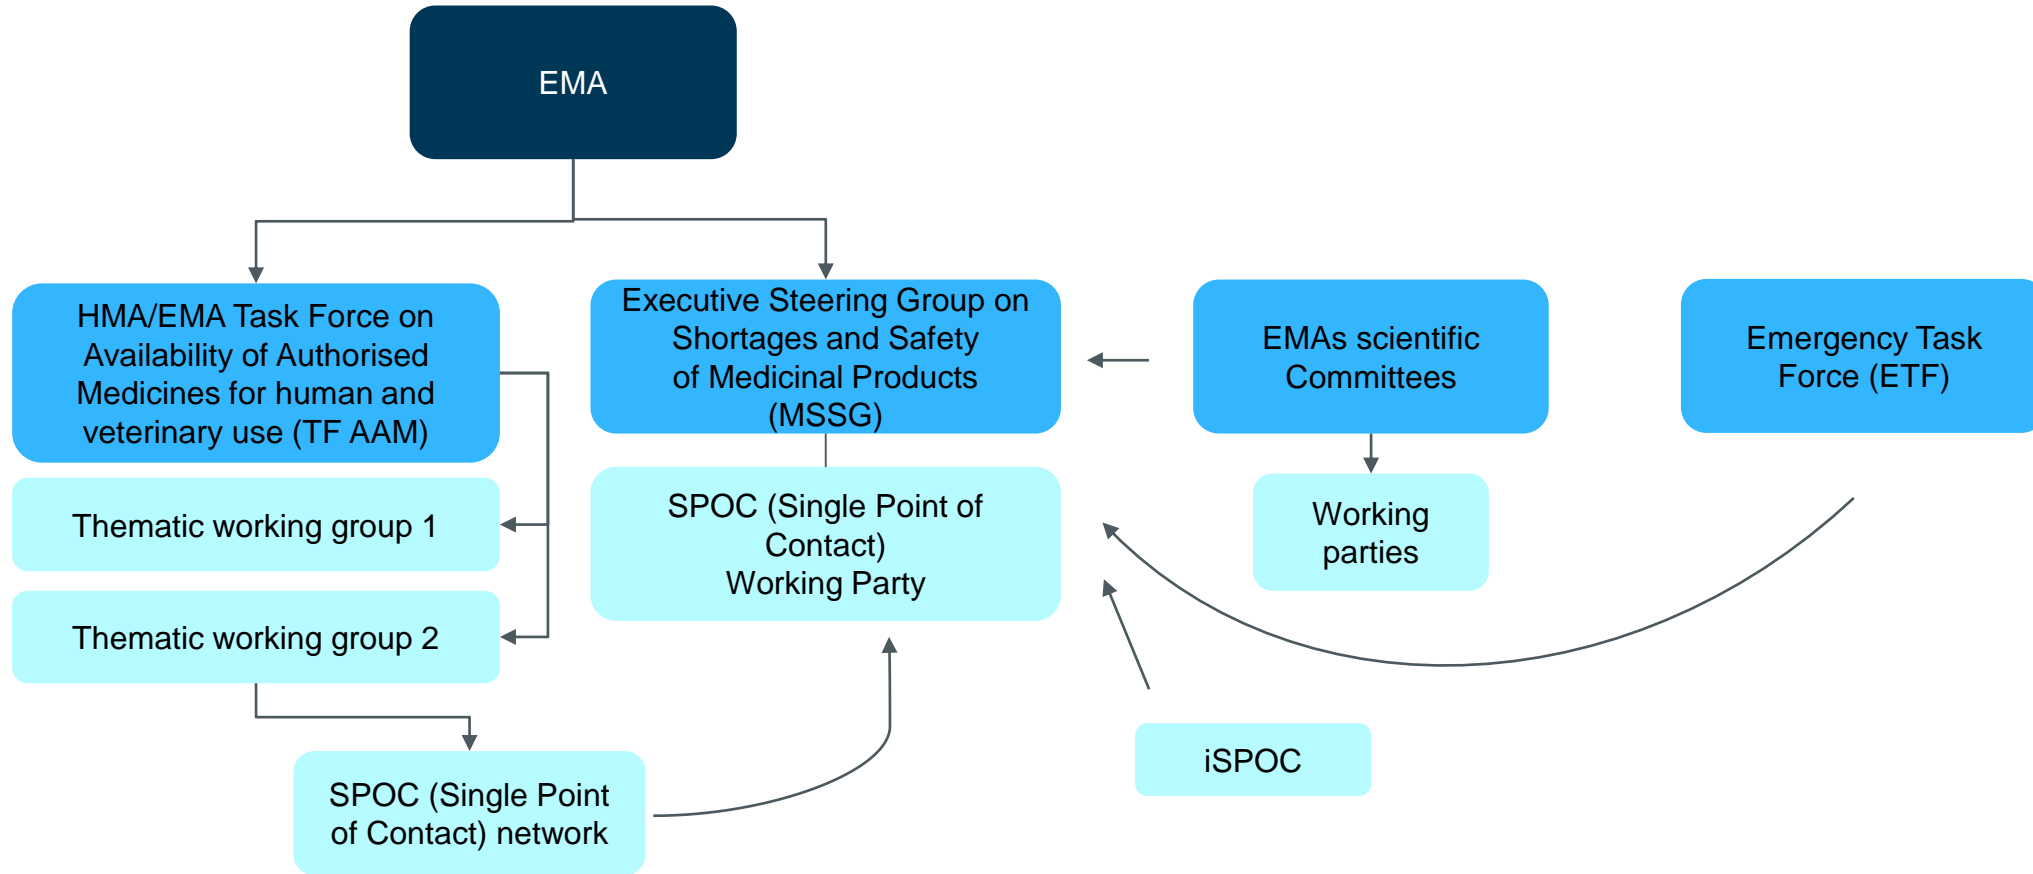 EMA
HMA/EMA Task Force on
Availability of Authorised
Medicines for human and
veterinary use (TF AAM)
Executive Steering Group on
Shortages and Safety
of Medicinal Products
(MSSG)
EMAs scientific
Committees
Emergency Task
Force (ETF)
Thematic working group 1
Thematic working group 2
SPOC (Single Point of
Contact)
Working Party
Working
parties
iSPOC
SPOC (Single Point
of Contact) network